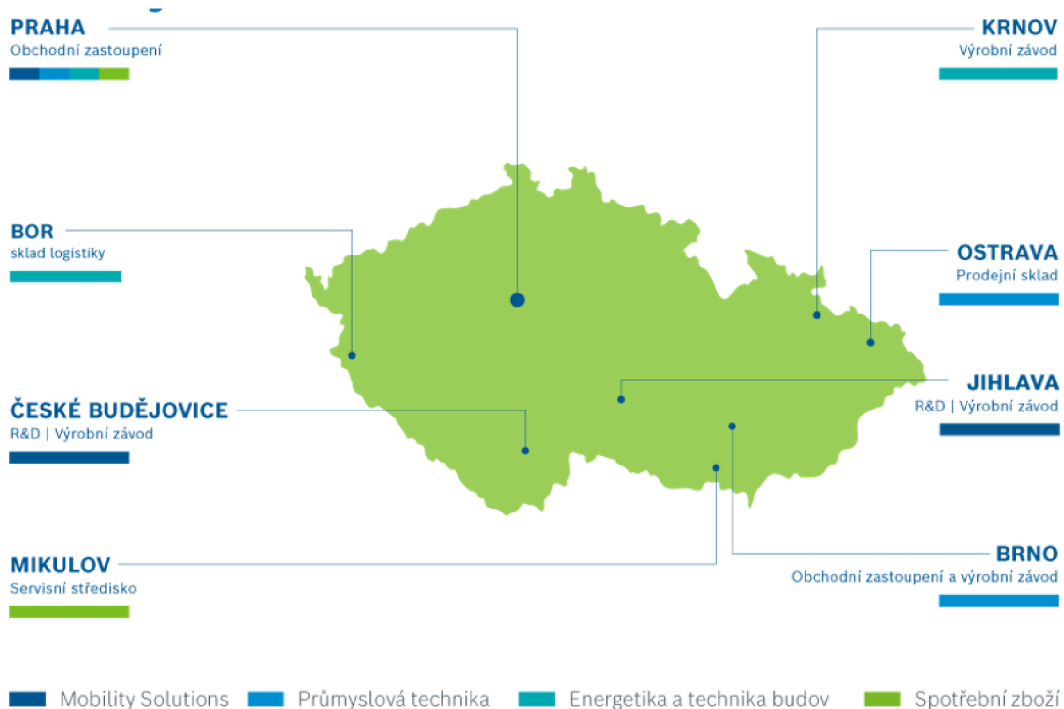 PRAHA
Obchodní zastoupení
KRNOV
Výrobní závod
BOR
sklad logistiky
OSTRAVA
Prodejní sklad
JIHLAVA
R&D | Výrobní závod
ČESKÉ BUDĚJOVICE
R&D | Výrobní závod
MIKULOV
Servisní středisko
BRNO
Obchodní zastoupení a výrobní závod
Mobility Solutions
Průmyslová technika
Energetika a technika budov
Spotřební zboží